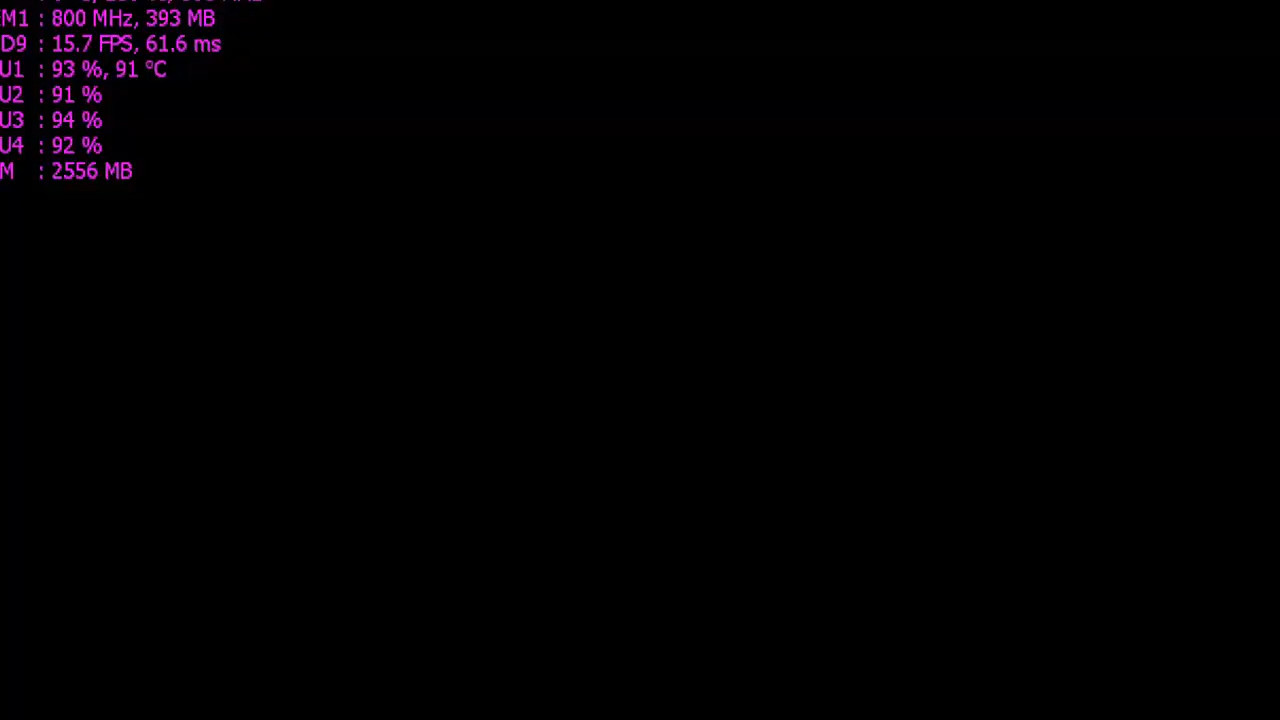 EM1 : 800 MHz, 393 MB
D9 : 15.7 FPS, 61.6 ms
U1 : 93 %, 91 °C
U2 : 91 %
U3 : 94 %
U4 : 92 %
M : 2556 MB